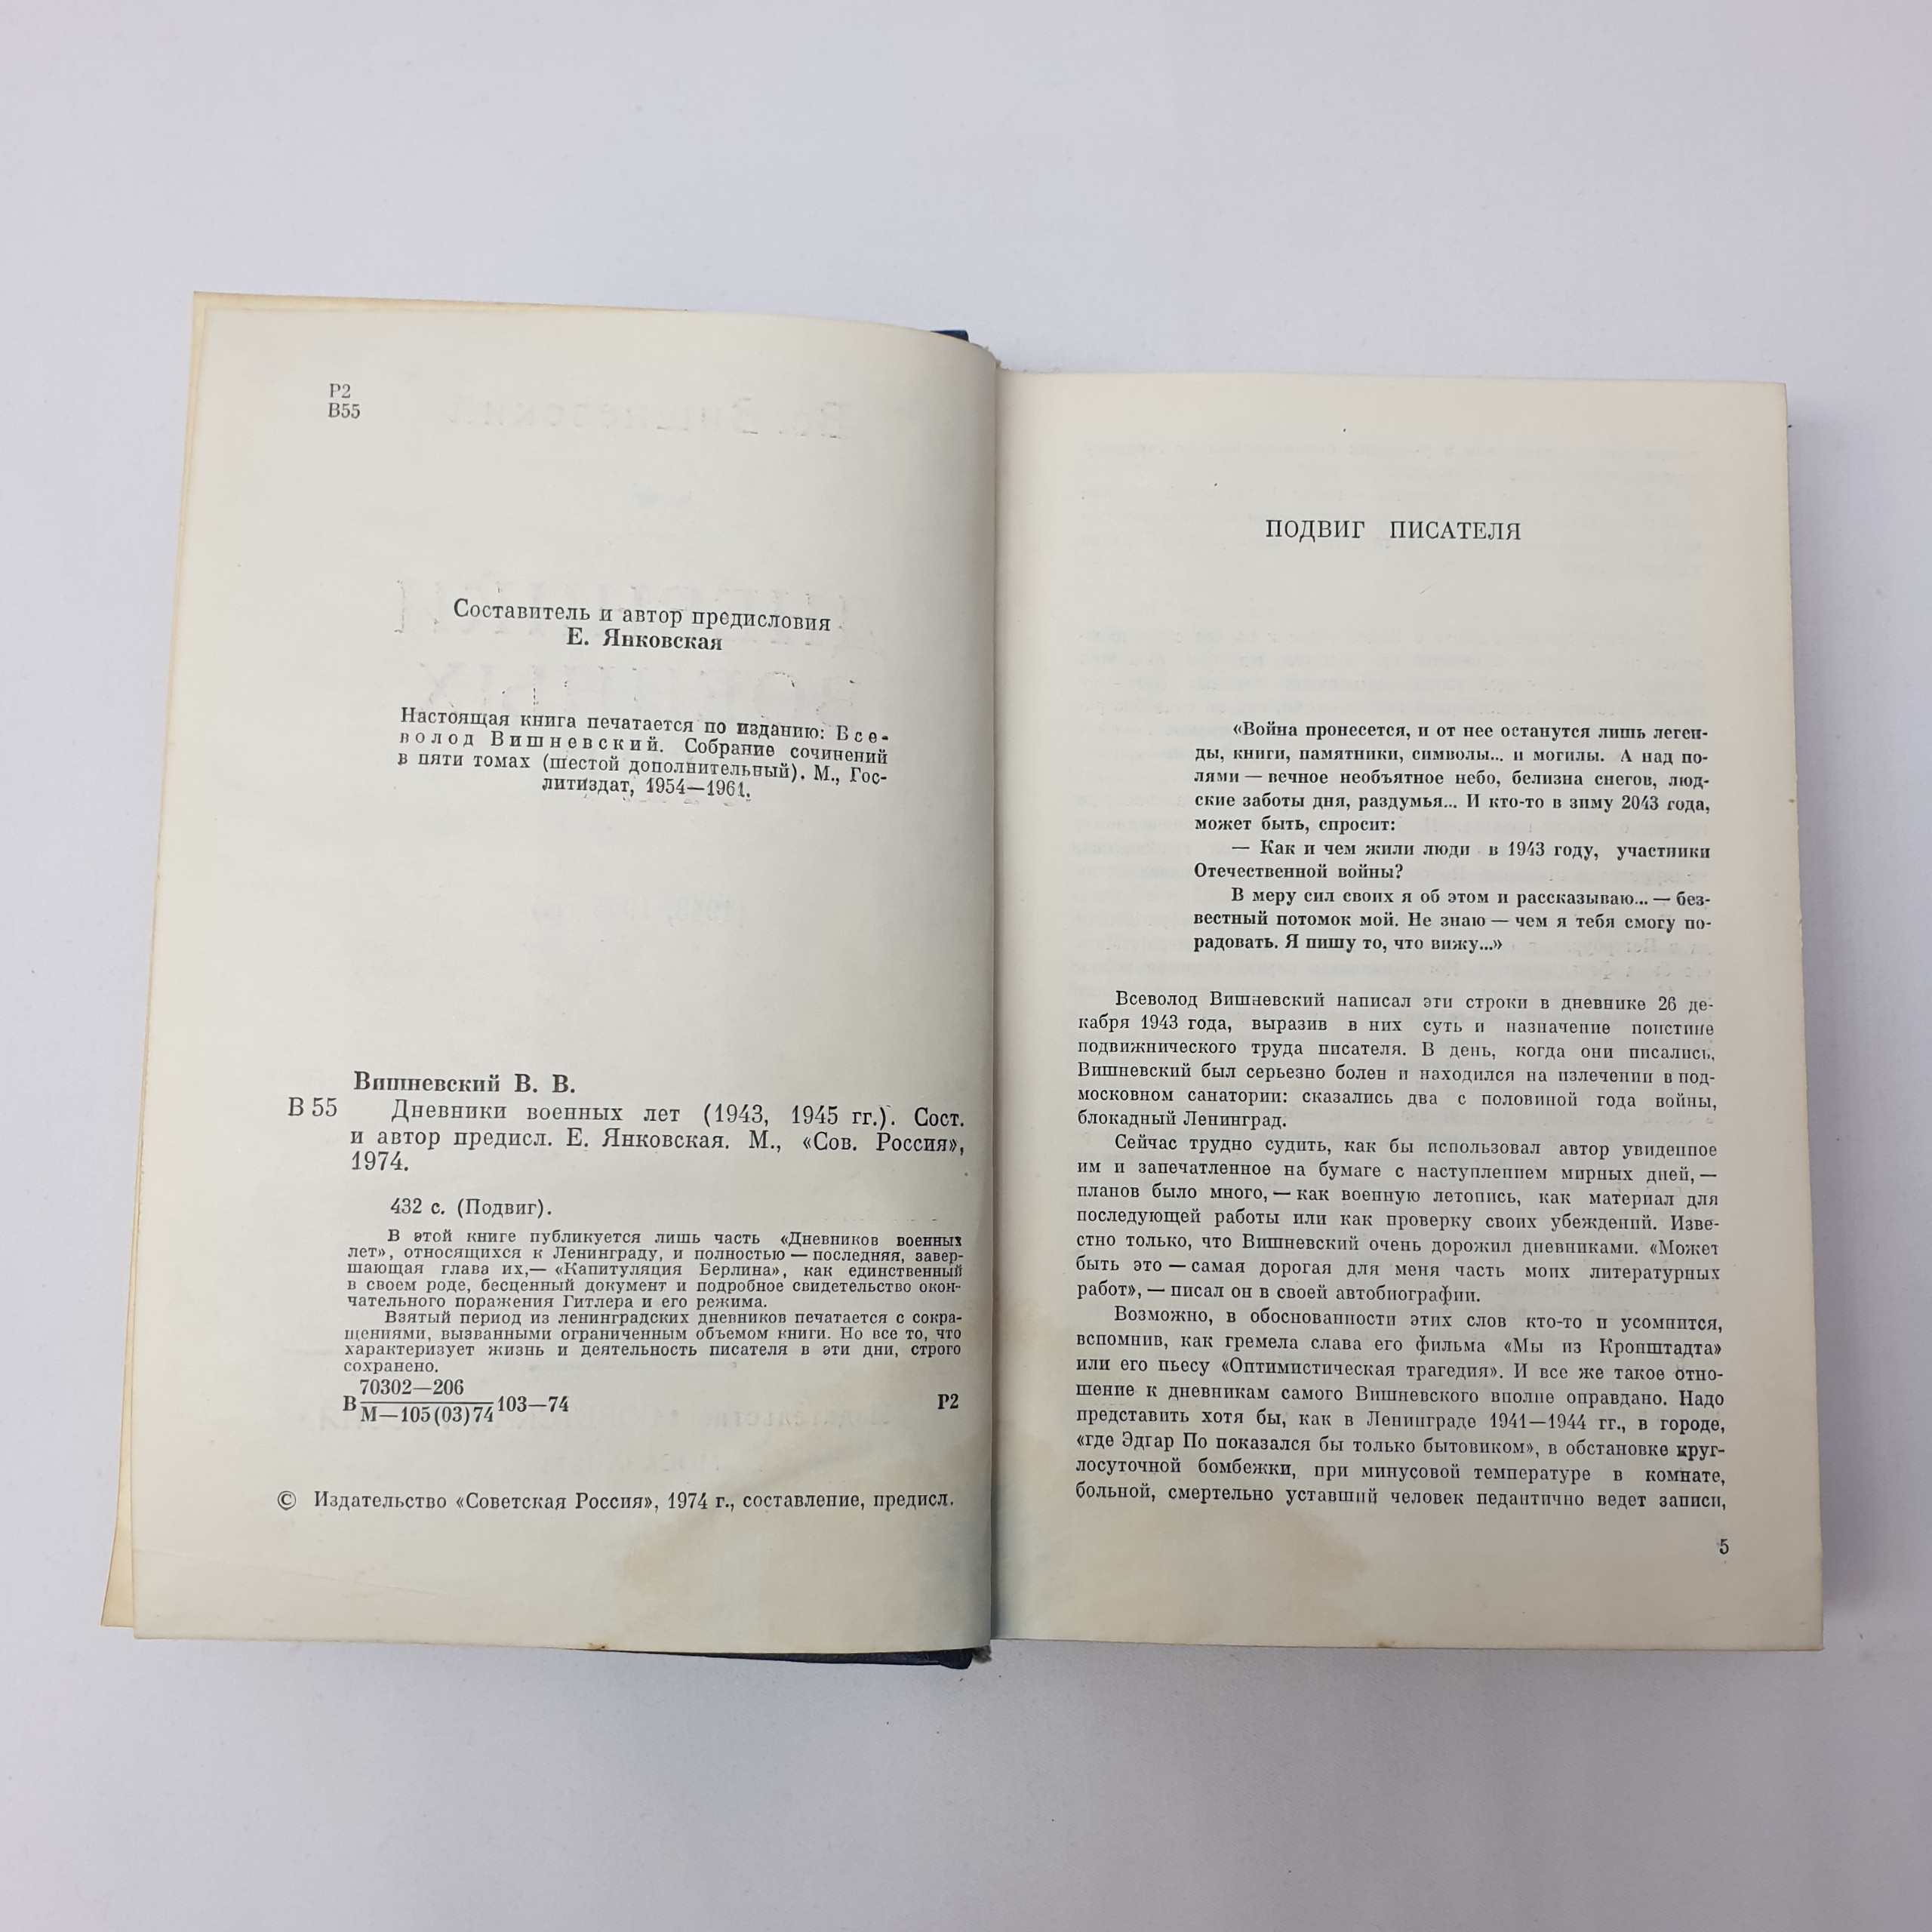 Р2
В55
Составитель и автор предисловия
Е. Янковская
Настоящая книга печатается по изданию: Все-
волод Вишневский. Собрание сочинений
в пяти томах (шестой дополнительный). М., Гос-
литиздат, 1954—1961.
Вишневский В. В.
В 55 Дневники военных лет (1943, 1945 гг.). Сост.
и автор предисл. Е. Янковская. М., «Сов. Россия»,
1974.
432 с. (Подвиг).
В этой книге публикуется лишь часть «Дневников военных
лет», относящихся к Ленинграду, и полностью — последняя, завер-
шающая глава их,— «Капитуляция Берлина», как единственный
в своем роде, бесценный документ и подробное свидетельство окон-
чательного поражения Гитлера и его режима.
Взятый период из ленинградских дневников печатается с сокра-
щениями, вызванными ограниченным объемом книги. Но все то, что
характеризует жизнь и деятельность писателя в эти дни, строго
сохранено.
70302—206
В 103—74 Р2
М—105(03)74
© Издательство «Советская Россия», 1974 г., составление, предисл.
ПОДВИГ ПИСАТЕЛЯ
«Война пронесется, и от нее останутся лишь леген-
ды, книги, памятники, символы... и могилы. А над по-
лями — вечное необъятное небо, белизна снегов, люд-
ские заботы дня, раздумья... И кто-то в зиму 2043 года,
может быть, спросит:
— Как и чем жили люди в 1943 году, участники
Отечественной войны?
В меру сил своих я об этом и рассказываю... — без-
вестный потомок мой. Не знаю — чем я тебя смогу по-
радовать. Я пишу то, что вижу...»
Всеволод Вишневский написал эти строки в дневнике 26 де-
кабря 1943 года, выразив в них суть и назначение поистине
подвижнического труда писателя. В день, когда они писались,
Вишневский был серьезно болен и находился на излечении в под-
московном санатории: сказались два с половиной года войны,
блокадный Ленинград.
Сейчас трудно судить, как бы использовал автор увиденное
им и запечатленное на бумаге с наступлением мирных дней, —
планов было много, — как военную летопись, как материал для
последующей работы или как проверку своих убеждений. Изве-
стно только, что Вишневский очень дорожил дневниками. «Может
быть это — самая дорогая для меня часть моих литературных
работ», — писал он в своей автобиографии.
Возможно, в обоснованности этих слов кто-то и усомнится,
вспомнив, как гремела слава его фильма «Мы из Кронштадта»
или его пьесу «Оптимистическая трагедия». И все же такое отно-
шение к дневникам самого Вишневского вполне оправдано. Надо
представить хотя бы, как в Ленинграде 1941—1944 гг., в городе,
«где Эдгар По показался бы только бытовиком», в обстановке круг-
лосуточной бомбежки, при минусовой температуре в комнате,
больной, смертельно уставший человек педантично ведет записи,
5